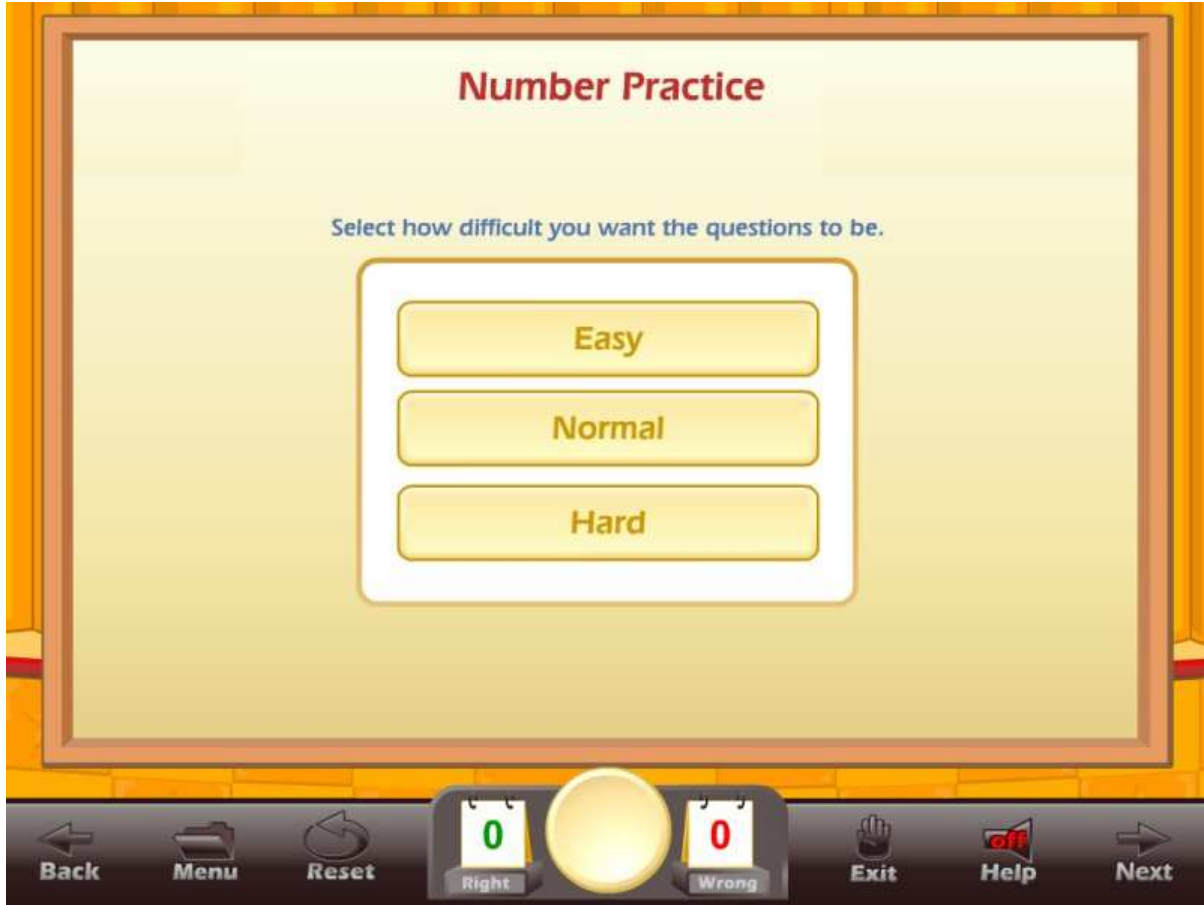 Number Practice
Select how difficult you want the questions to be.
Easy
Normal
Hard
0
0
off
Back
Menu
Reset
Right
Wrong
Exit
Help
Next